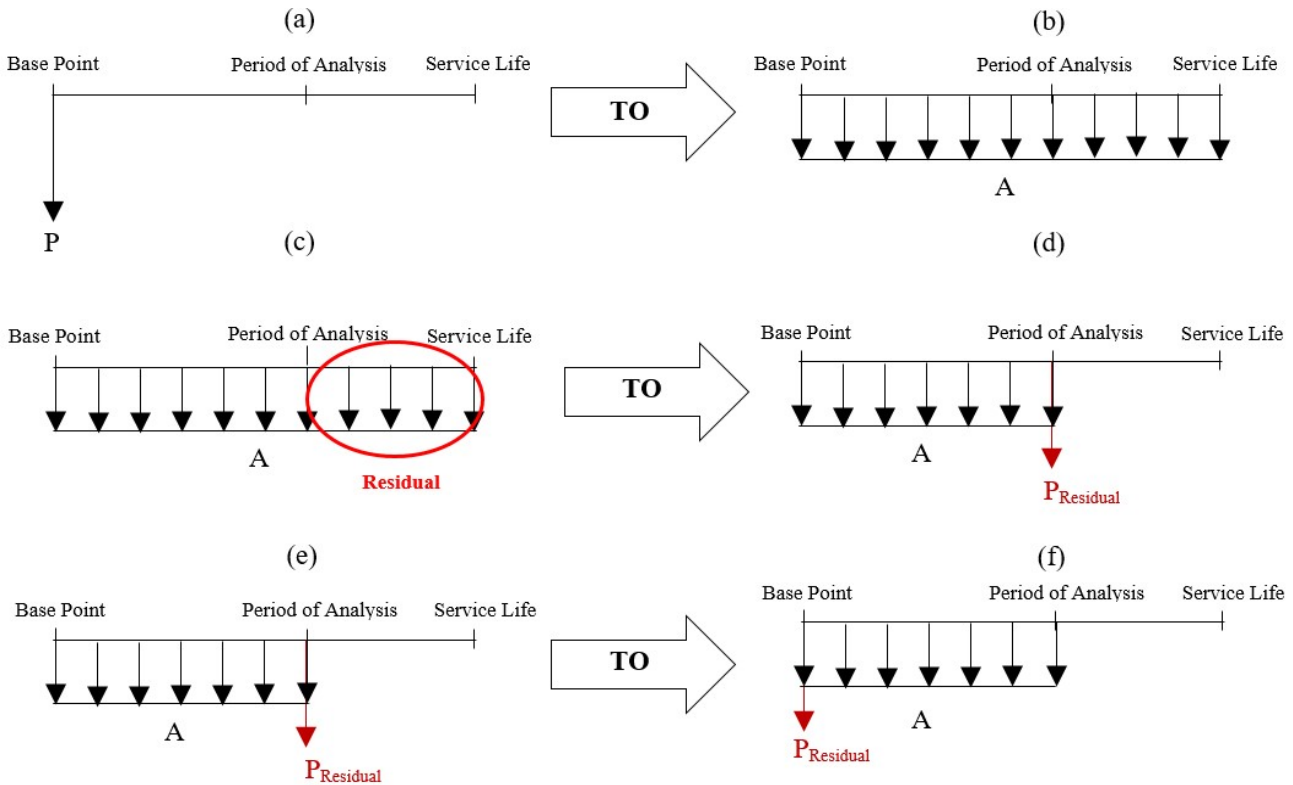 (a)
(b)
Base Point Period of Analysis Service Life
TO
Base Point Period of Analysis Service Life
A
P
(c)
(d)
Base Point Period of Analysis Service Life
TO
Base Point Period of Analysis Service Life
A
Residual
A
PResidual
(e)
(f)
Base Point Period of Analysis Service Life
TO
Base Point Period of Analysis Service Life
A
PResidual
A
PResidual